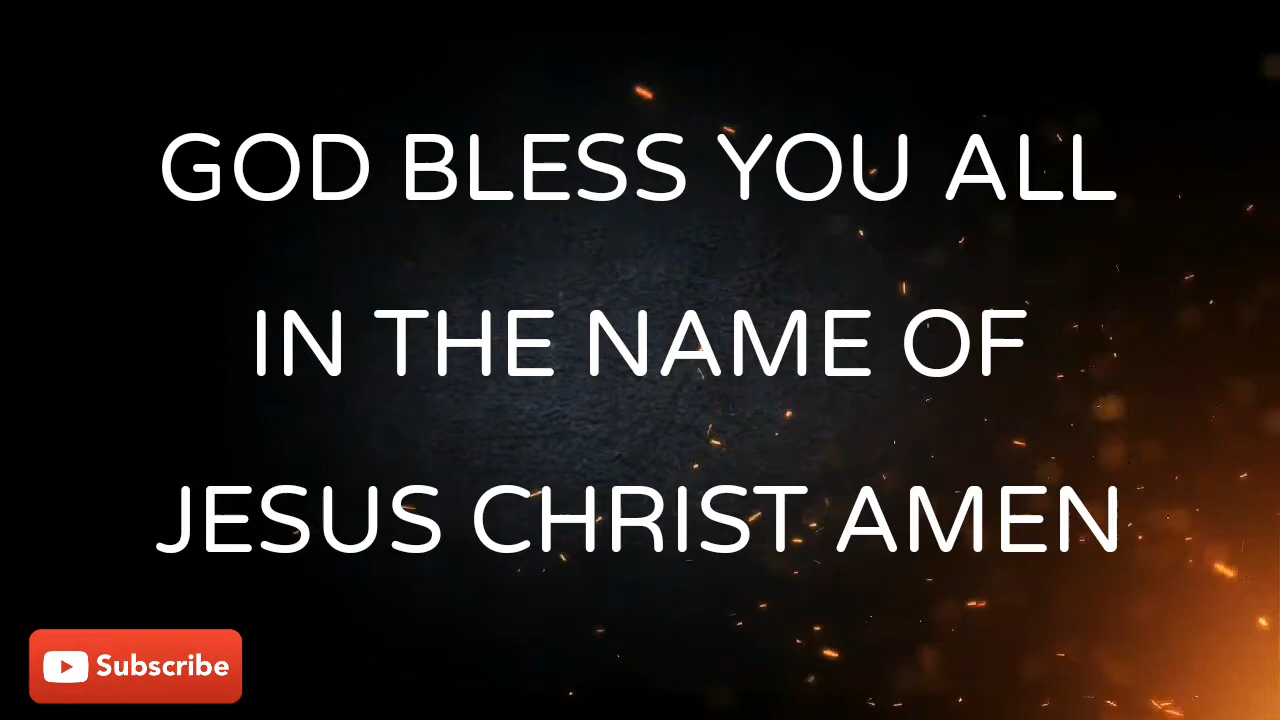 GOD BLESS YOU ALL
IN THE NAME OF
JESUS CHRIST AMEN
Subscribe